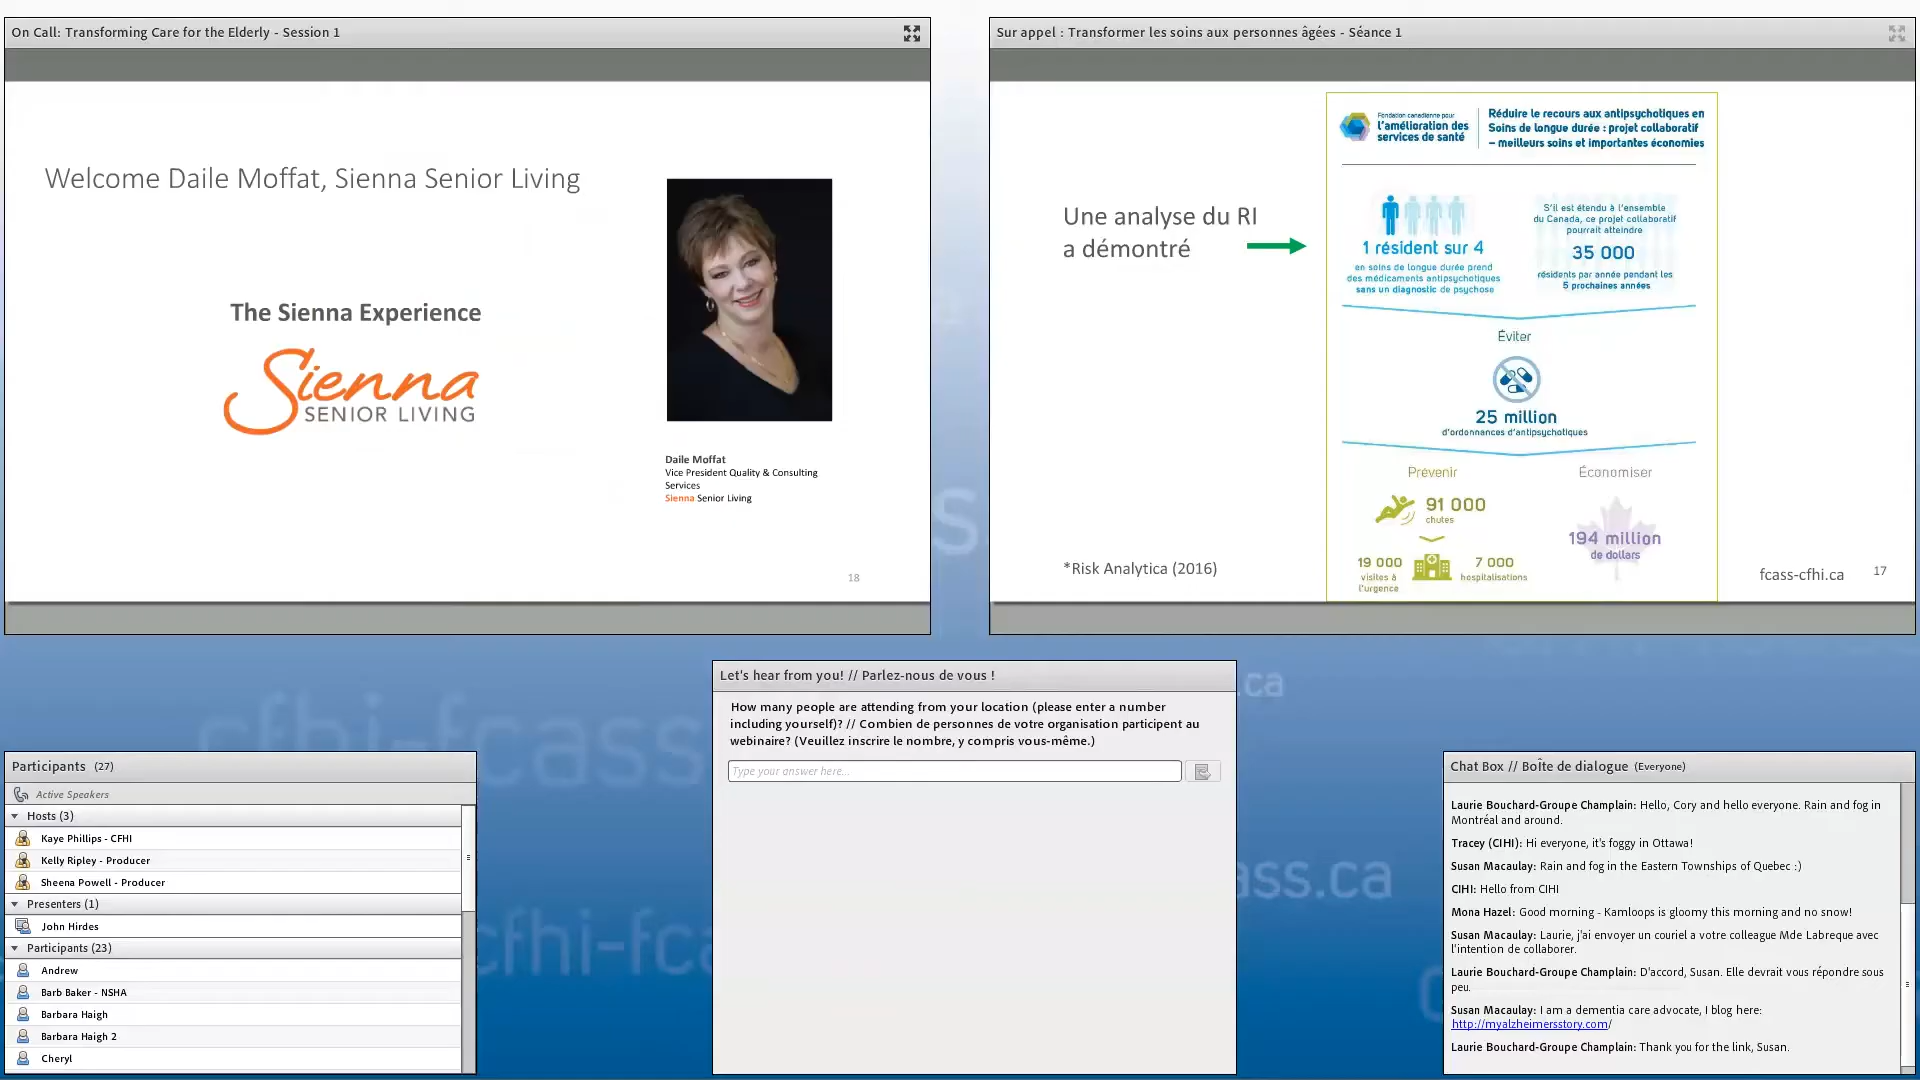 On Call: Transforming Care for the Elderly - Session 1
Welcome Daile Moffat, Sienna Senior Living
The Sienna Experience
Sienna
SENIOR LIVING
Daile Moffat
Vice President Quality & Consulting
Services
Sienna Senior Living
18
Sur appel : Transformer les soins aux personnes âgées - Séance 1
Une analyse du RI
a démontré
*Risk Analytica (2016)
Fondation canadienne pour
l'amélioration des
services de santé
Réduire le recours aux antipsychotiques en
Soins de longue durée : projet collaboratif
– meilleurs soins et importantes économies
1 résident sur 4
en soins de longue durée prend
des médicaments antipsychotiques
sans un diagnostic de psychose
S'il est étendu à l'ensemble
du Canada, ce projet collaboratif
pourrait atteindre
35 000
résidents par année pendant les
5 prochaines années
Éviter
25 million
d'ordonnances d'antipsychotiques
Prévenir
91 000
chutes
19 000
visites à
l'urgence
7 000
hospitalisations
Économiser
194 million
de dollars
fcass-cfhi.ca
17
cfhi-fcass
.ca
ass.ca
cfhi-fc
Let's hear from you! // Parlez-nous de vous !
How many people are attending from your location (please enter a number
including yourself)? // Combien de personnes de votre organisation participent au
webinaire? (Veuillez inscrire le nombre, y compris vous-même.)
Type your answer here...
Participants (27)
Active Speakers
Hosts (3)
Kaye Phillips - CFHI
Kelly Ripley - Producer
Sheena Powell - Producer
Presenters (1)
John Hirdes
Participants (23)
Andrew
Barb Baker - NSHA
Barbara Haigh
Barbara Haigh 2
Cheryl
Chat Box // Boîte de dialogue (Everyone)
Laurie Bouchard-Groupe Champlain: Hello, Cory and hello everyone. Rain and fog in
Montréal and around.
Tracey (CIHI): Hi everyone, it's foggy in Ottawa!
Susan Macaulay: Rain and fog in the Eastern Townships of Quebec :)
CIHI: Hello from CIHI
Mona Hazel: Good morning - Kamloops is gloomy this morning and no snow!
Susan Macaulay: Laurie, j'ai envoyer un couriel a votre colleague Mde Labreque avec
l'intention de collaborer.
Laurie Bouchard-Groupe Champlain: D'accord, Susan. Elle devrait vous répondre sous
peu.
Susan Macaulay: I am a dementia care advocate, I blog here:
http://myalzheimersstory.com/
Laurie Bouchard-Groupe Champlain: Thank you for the link, Susan.